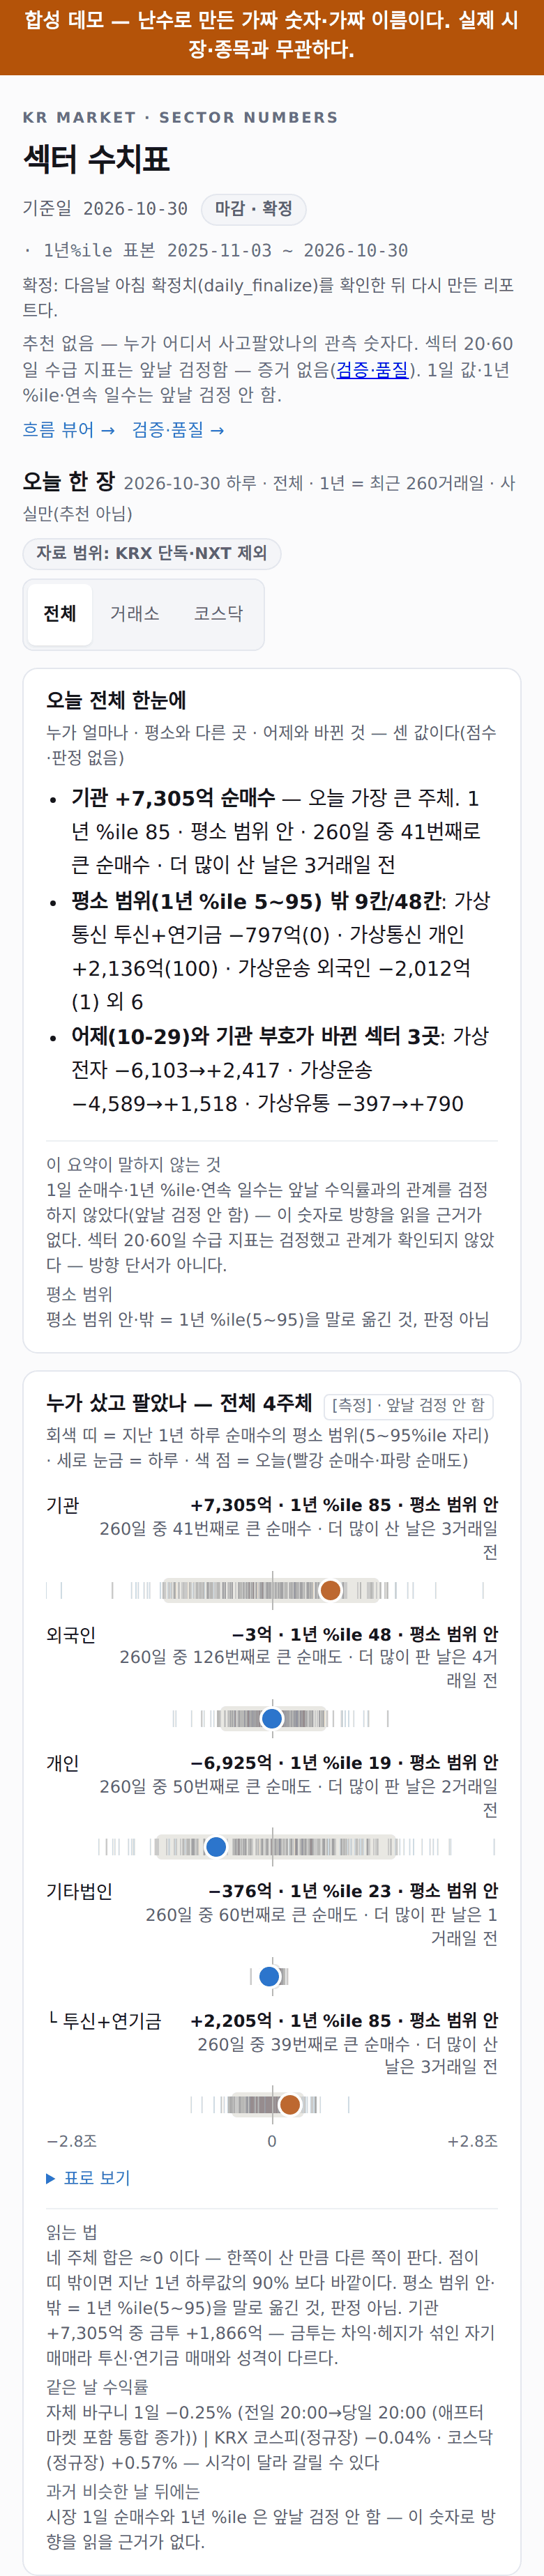 합성 데모 — 난수로 만든 가짜 숫자·가짜 이름이다. 실제 시
장·종목과 무관하다.
KR MARKET · SECTOR NUMBERS
섹터 수치표
기준일 2026-10-30 마감 · 확정
· 1년%ile 표본 2025-11-03 ~ 2026-10-30
확정: 다음날 아침 확정치(daily_finalize)를 확인한 뒤 다시 만든 리포
트다.
추천 없음 — 누가 어디서 사고팔았나의 관측 숫자다. 섹터 20·60
일 수급 지표는 앞날 검정함 — 증거 없음(검증·품질). 1일 값·1년
%ile·연속 일수는 앞날 검정 안 함.
흐름 뷰어 → 검증·품질 →
오늘 한 장 2026-10-30 하루 · 전체 · 1년 = 최근 260거래일 · 사
실만(추천 아님)
자료 범위: KRX 단독·NXT 제외
전체 거래소 코스닥
오늘 전체 한눈에
누가 얼마나 · 평소와 다른 곳 · 어제와 바뀐 것 — 센 값이다(점수
·판정 없음)
• 기관 +7,305억 순매수 — 오늘 가장 큰 주체. 1
년 %ile 85 · 평소 범위 안 · 260일 중 41번째로
큰 순매수 · 더 많이 산 날은 3거래일 전
• 평소 범위(1년 %ile 5~95) 밖 9칸/48칸: 가상
통신 투신+연기금 −797억(0) · 가상통신 개인
+2,136억(100) · 가상운송 외국인 −2,012억
(1) 외 6
• 어제(10-29)와 기관 부호가 바뀐 섹터 3곳: 가상
전자 −6,103→+2,417 · 가상운송
−4,589→+1,518 · 가상유통 −397→+790
이 요약이 말하지 않는 것
1일 순매수·1년 %ile·연속 일수는 앞날 수익률과의 관계를 검정
하지 않았다(앞날 검정 안 함) — 이 숫자로 방향을 읽을 근거가
없다. 섹터 20·60일 수급 지표는 검정했고 관계가 확인되지 않았
다 — 방향 단서가 아니다.
평소 범위
평소 범위 안·밖 = 1년 %ile(5~95)을 말로 옮긴 것, 판정 아님
누가 샀고 팔았나 — 전체 4주체 [측정] · 앞날 검정 안 함
회색 띠 = 지난 1년 하루 순매수의 평소 범위(5~95%ile 자리)
· 세로 눈금 = 하루 · 색 점 = 오늘(빨강 순매수·파랑 순매도)
기관 +7,305억 · 1년 %ile 85 · 평소 범위 안
260일 중 41번째로 큰 순매수 · 더 많이 산 날은 3거래일
전
외국인 −3억 · 1년 %ile 48 · 평소 범위 안
260일 중 126번째로 큰 순매도 · 더 많이 판 날은 4거
래일 전
개인 −6,925억 · 1년 %ile 19 · 평소 범위 안
260일 중 50번째로 큰 순매도 · 더 많이 판 날은 2거래일
전
기타법인 −376억 · 1년 %ile 23 · 평소 범위 안
260일 중 60번째로 큰 순매도 · 더 많이 판 날은 1
거래일 전
└ 투신+연기금 +2,205억 · 1년 %ile 85 · 평소 범위 안
260일 중 39번째로 큰 순매수 · 더 많이 산
날은 3거래일 전
−2.8조 0 +2.8조
▶ 표로 보기
읽는 법
네 주체 합은 ≈0 이다 — 한쪽이 산 만큼 다른 쪽이 판다. 점이
띠 밖이면 지난 1년 하루값의 90% 보다 바깥이다. 평소 범위 안·
밖 = 1년 %ile(5~95)을 말로 옮긴 것, 판정 아님. 기관
+7,305억 중 금투 +1,866억 — 금투는 차익·헤지가 섞인 자기
매매라 투신·연기금 매매와 성격이 다르다.
같은 날 수익률
자체 바구니 1일 −0.25% (전일 20:00→당일 20:00 (애프터
마켓 포함 통합 종가)) | KRX 코스피(정규장) −0.04% · 코스닥
(정규장) +0.57% — 시각이 달라 갈릴 수 있다
과거 비슷한 날 뒤에는
시장 1일 순매수와 1년 %ile 은 앞날 검정 안 함 — 이 숫자로 방
향을 읽을 근거가 없다.